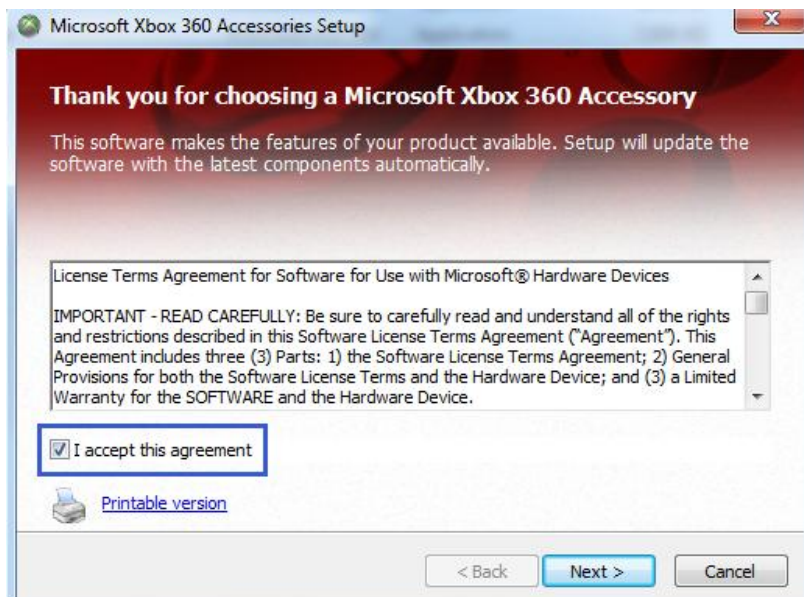 Microsoft Xbox 360 Accessories Setup
Thank you for choosing a Microsoft Xbox 360 Accessory
This software makes the features of your product available. Setup will update the
software with the latest components automatically.
License Terms Agreement for Software for Use with Microsoft® Hardware Devices
IMPORTANT - READ CAREFULLY: Be sure to carefully read and understand all of the rights
and restrictions described in this Software License Terms Agreement ("Agreement"). This
Agreement includes three (3) Parts: 1) the Software License Terms Agreement; 2) General
Provisions for both the Software License Terms and the Hardware Device; and (3) a Limited
Warranty for the SOFTWARE and the Hardware Device.
I accept this agreement
Printable version
< Back Next > Cancel